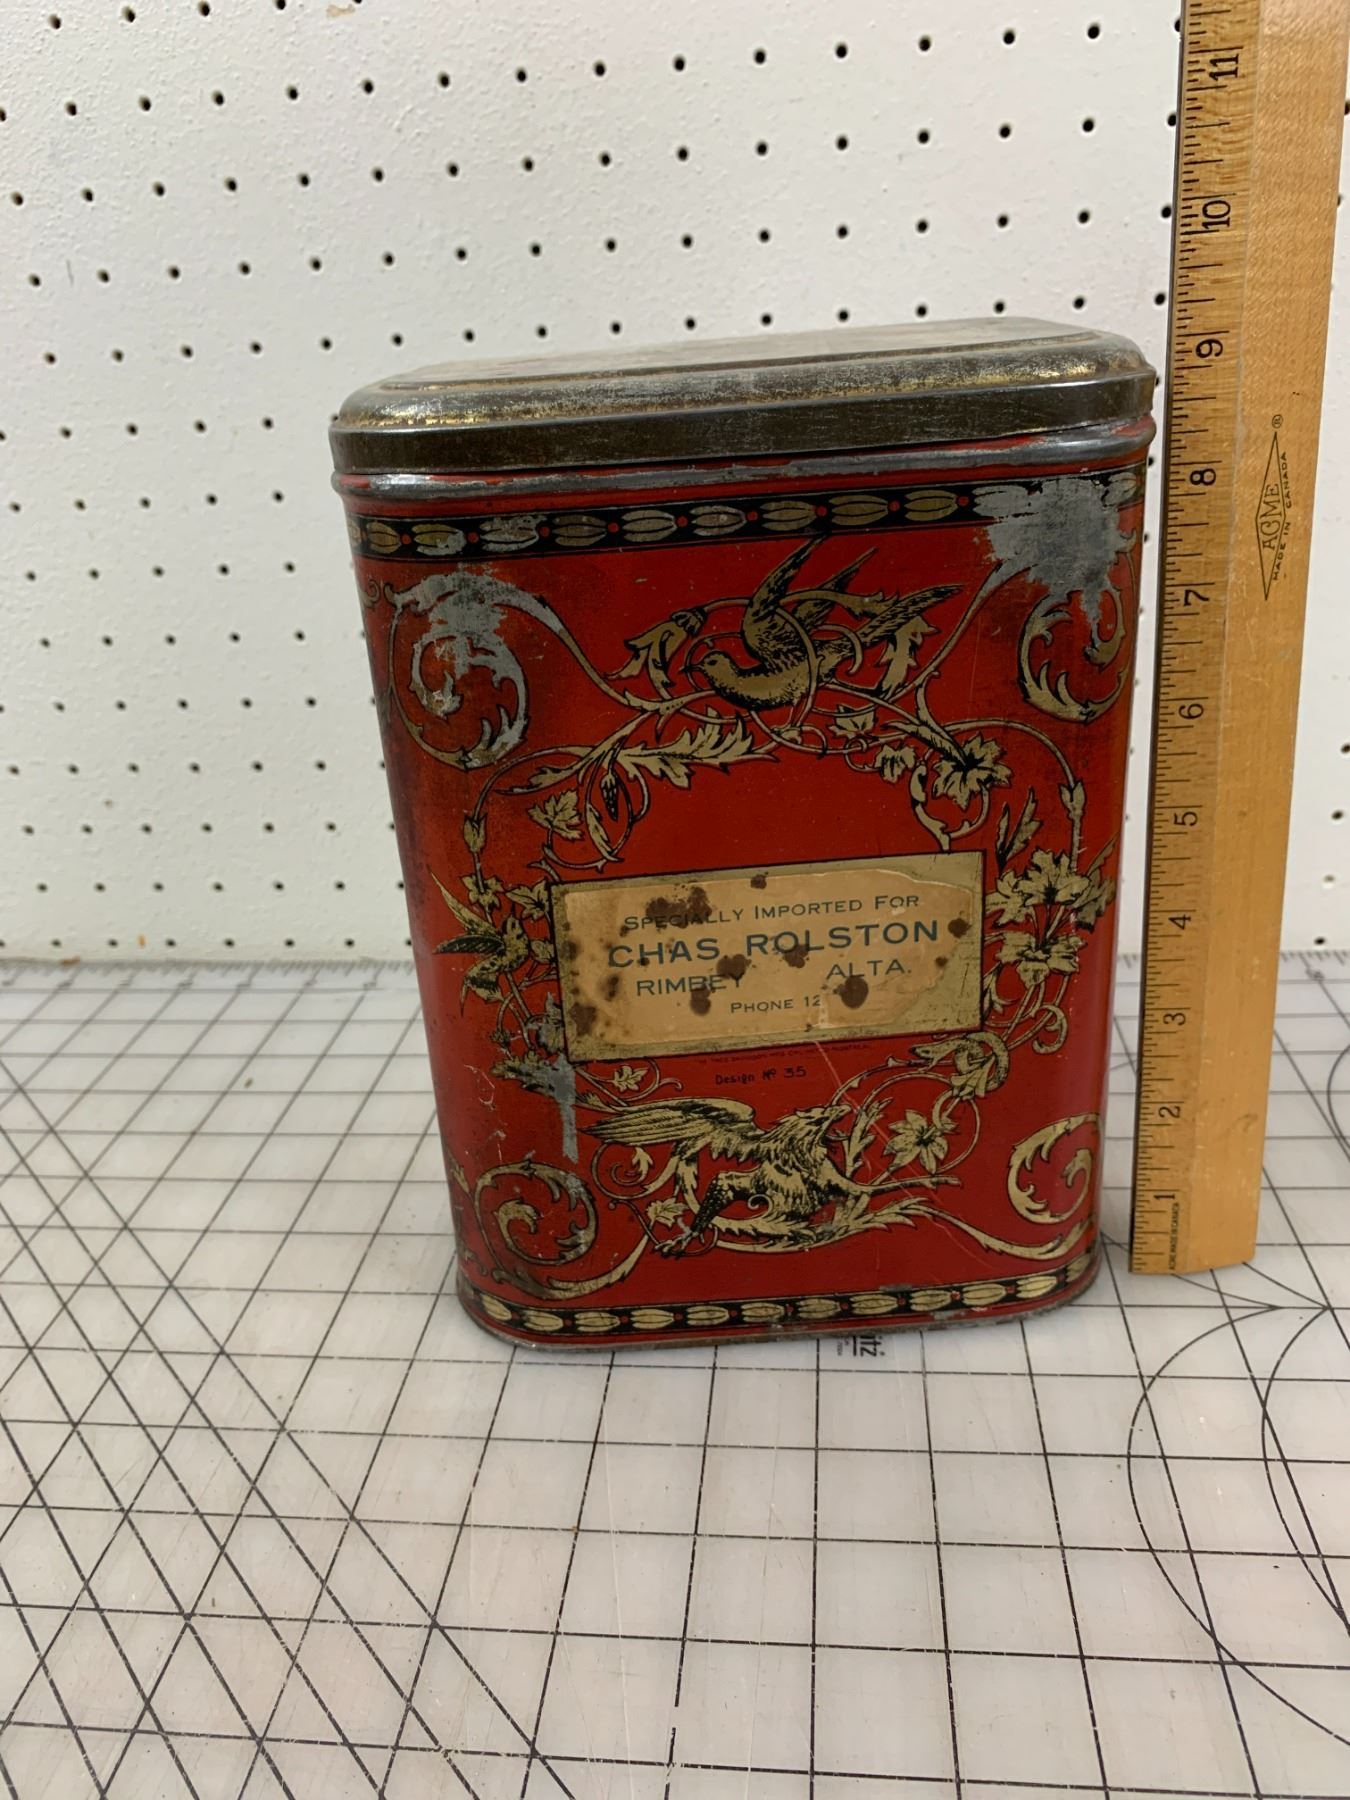 SPECIALLY IMPORTED FOR
CHAS. ROLSTON
RIMBEY ALTA.
PHONE 12
Design No 35
11
10
9
8
7
6
5
4
3
2
1
ACME
®
MADE IN CANADA